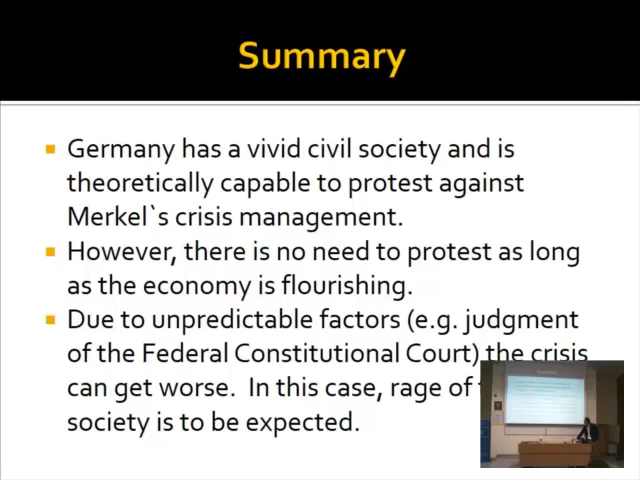 Summary
Germany has a vivid civil society and is
theoretically capable to protest against
Merkel`s crisis management.
However, there is no need to protest as long
as the economy is flourishing.
Due to unpredictable factors (e.g. judgment
of the Federal Constitutional Court) the crisis
can get worse. In this case, rage of
society is to be expected.